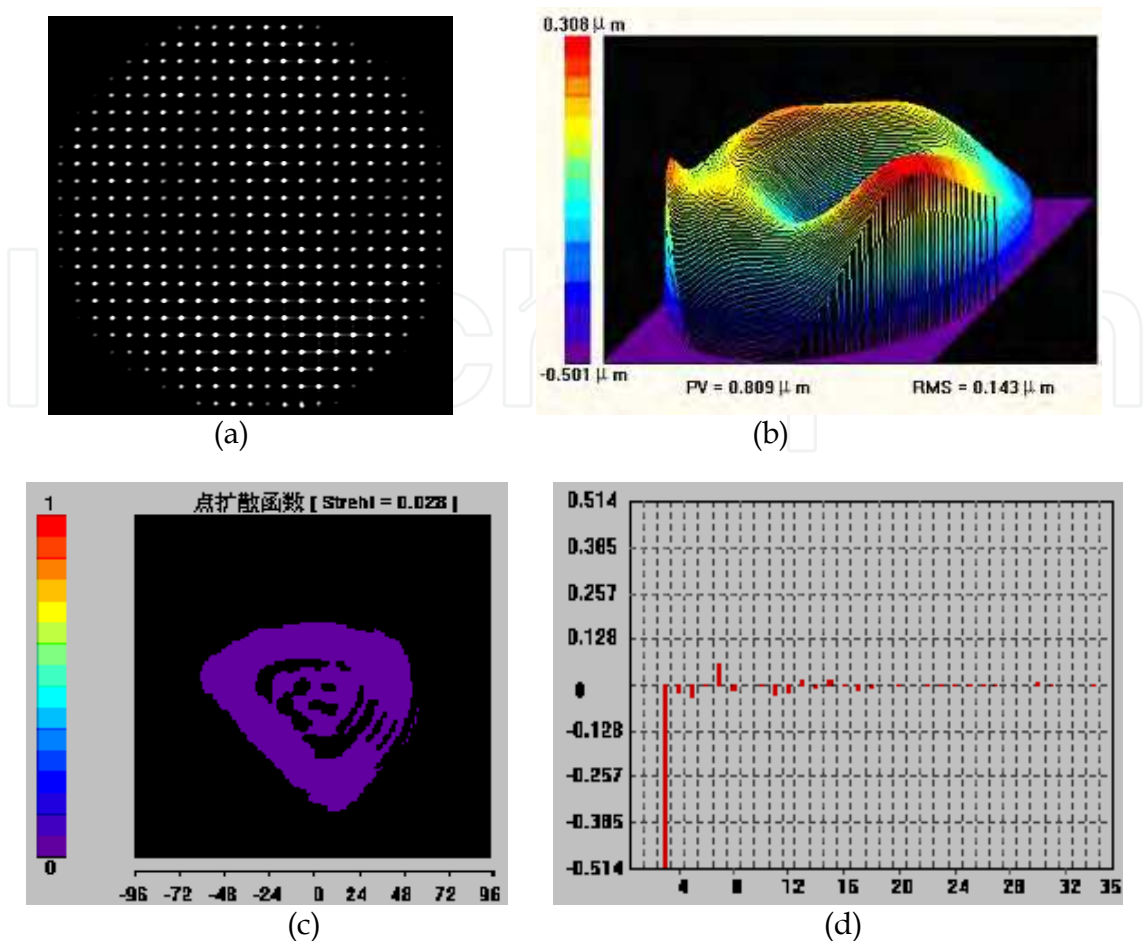 0.308 μ m
-0.501 μ m
PV = 0.809 μ m
RMS = 0.143 μ m
(a)
(b)
点扩散函数 [ Strehl = 0.028 ]
1
0
-96 -72 -48 -24 0 24 48 72 96
(c)
0.514
0.385
0.257
0.128
0
-0.128
-0.257
-0.385
-0.514
4 8 12 16 20 24 28 32 35
(d)